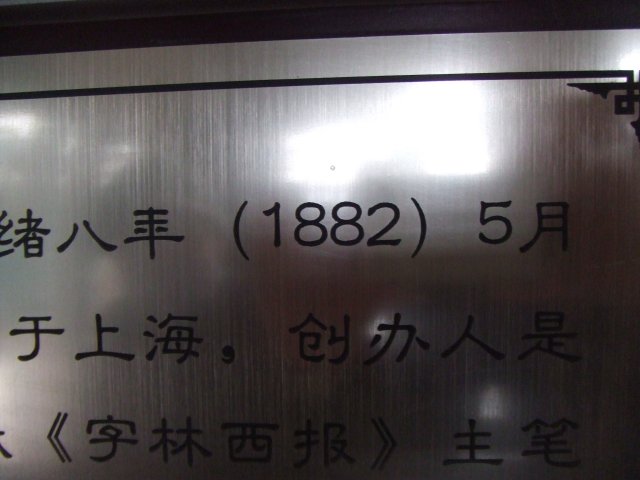 绪八年（1882）5月
于上海，创办人是
《字林西报》主笔